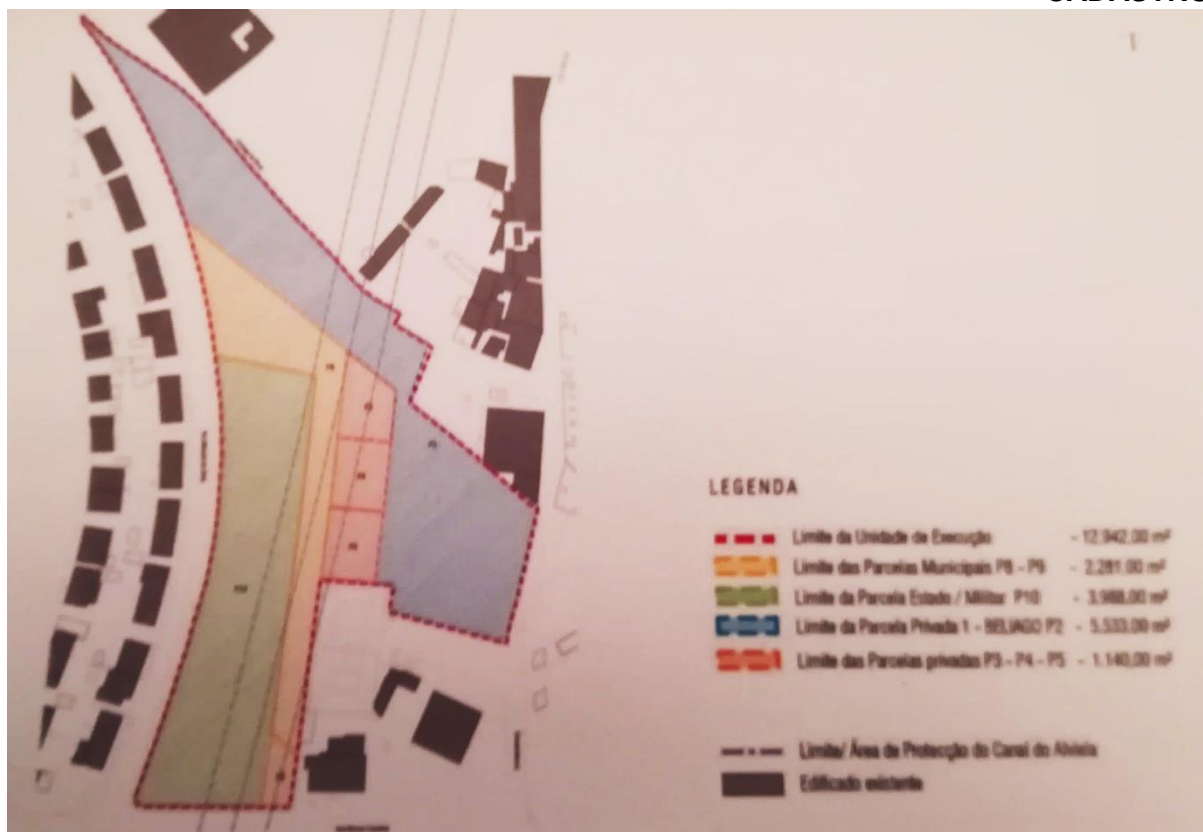 CADASTRO
LEGENDA
Limite da Unidade de Execução - 12.942,00 m²
Limite das Parcelas Municipais P8 - P9 - 2.281,00 m²
Limite da Parcela Estado / Militar P10 - 3.988,00 m²
Limite da Parcela Privada 1 - BELIAGO P2 - 5.533,00 m²
Limite das Parcelas privadas P3 - P4 - P5 - 1.140,00 m²
Limite/ Área de Protecção do Canal do Alviela
Edificado existente